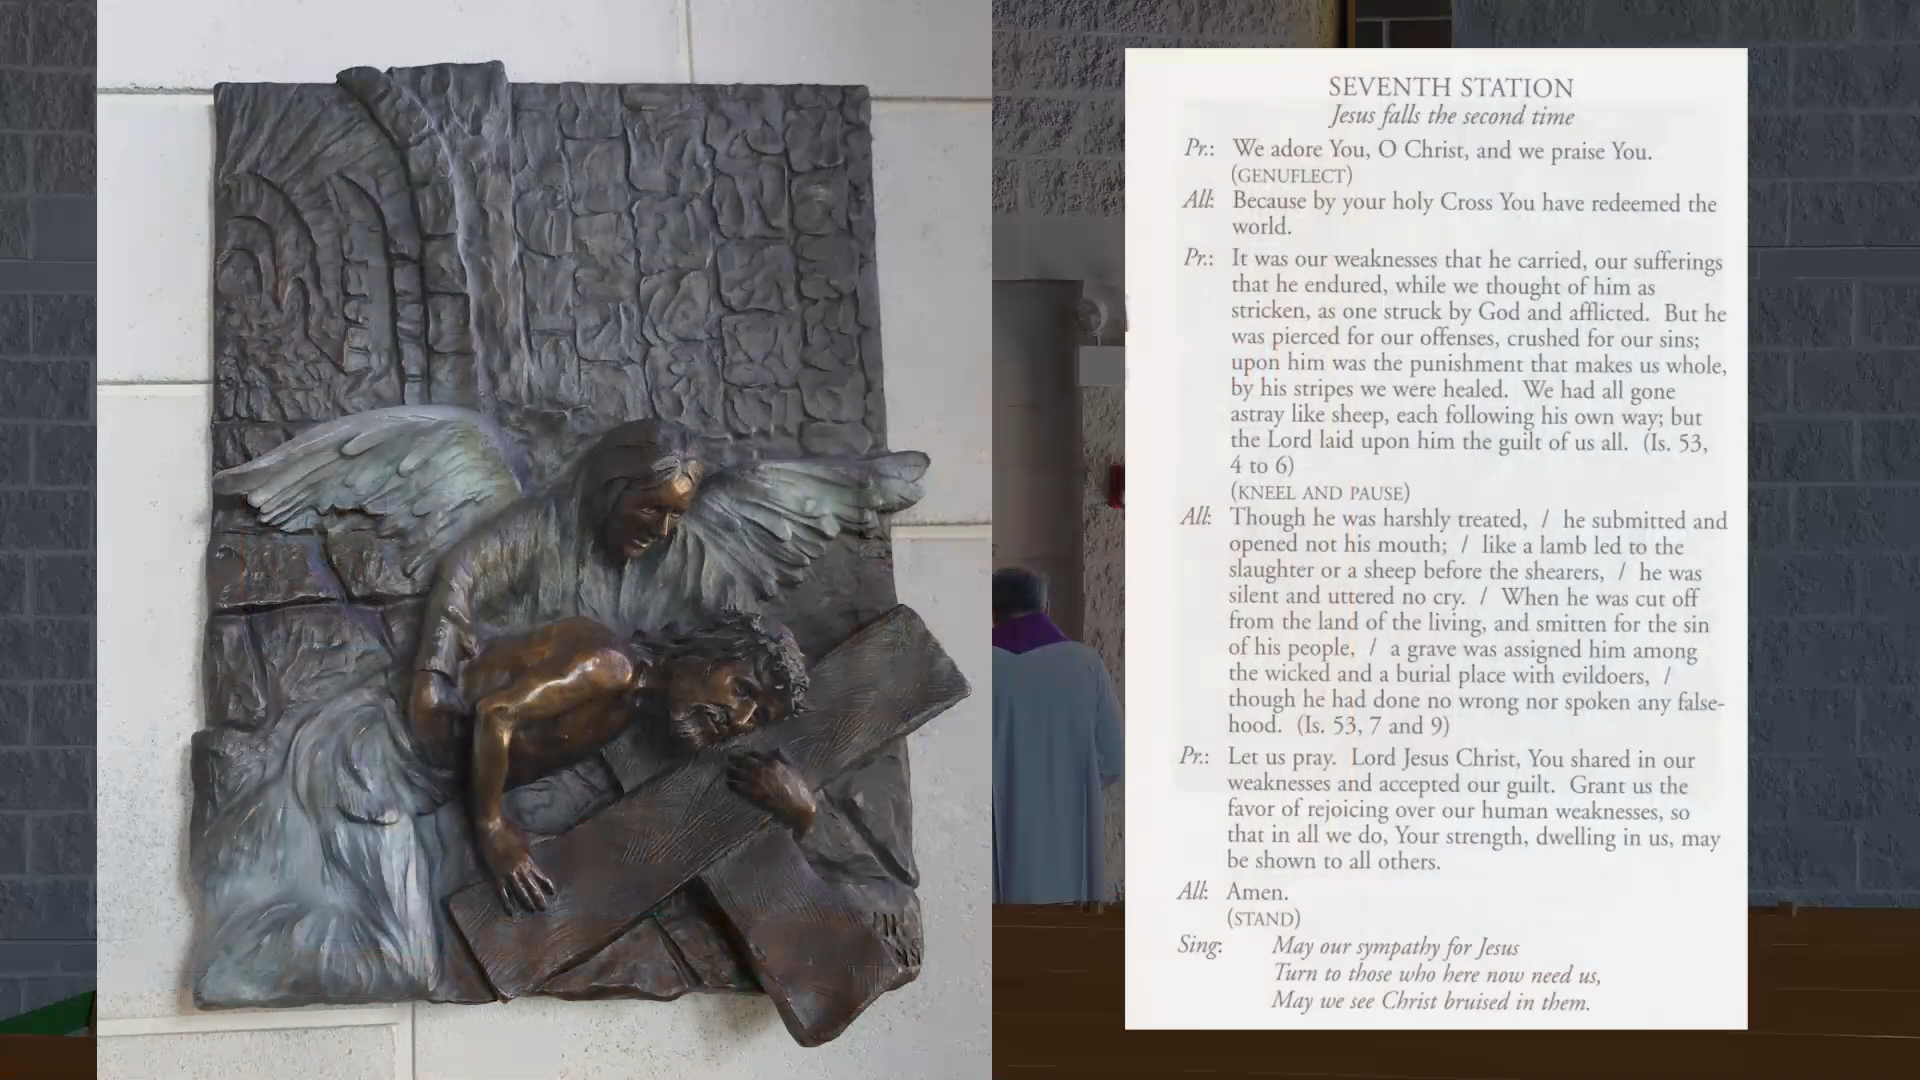 SEVENTH STATION
Jesus falls the second time
Pr.: We adore You, O Christ, and we praise You.
(GENUFLECT)
All: Because by your holy Cross You have redeemed the
world.
Pr.: It was our weaknesses that he carried, our sufferings
that he endured, while we thought of him as
stricken, as one struck by God and afflicted. But he
was pierced for our offenses, crushed for our sins;
upon him was the punishment that makes us whole,
by his stripes we were healed. We had all gone
astray like sheep, each following his own way; but
the Lord laid upon him the guilt of us all. (Is. 53,
4 to 6)
(KNEEL AND PAUSE)
All: Though he was harshly treated, / he submitted and
opened not his mouth; / like a lamb led to the
slaughter or a sheep before the shearers, / he was
silent and uttered no cry. / When he was cut off
from the land of the living, and smitten for the sin
of his people, / a grave was assigned him among
the wicked and a burial place with evildoers, /
though he had done no wrong nor spoken any false-
hood. (Is. 53, 7 and 9)
Pr.: Let us pray. Lord Jesus Christ, You shared in our
weaknesses and accepted our guilt. Grant us the
favor of rejoicing over our human weaknesses, so
that in all we do, Your strength, dwelling in us, may
be shown to all others.
All: Amen.
(STAND)
Sing: May our sympathy for Jesus
Turn to those who here now need us,
May we see Christ bruised in them.